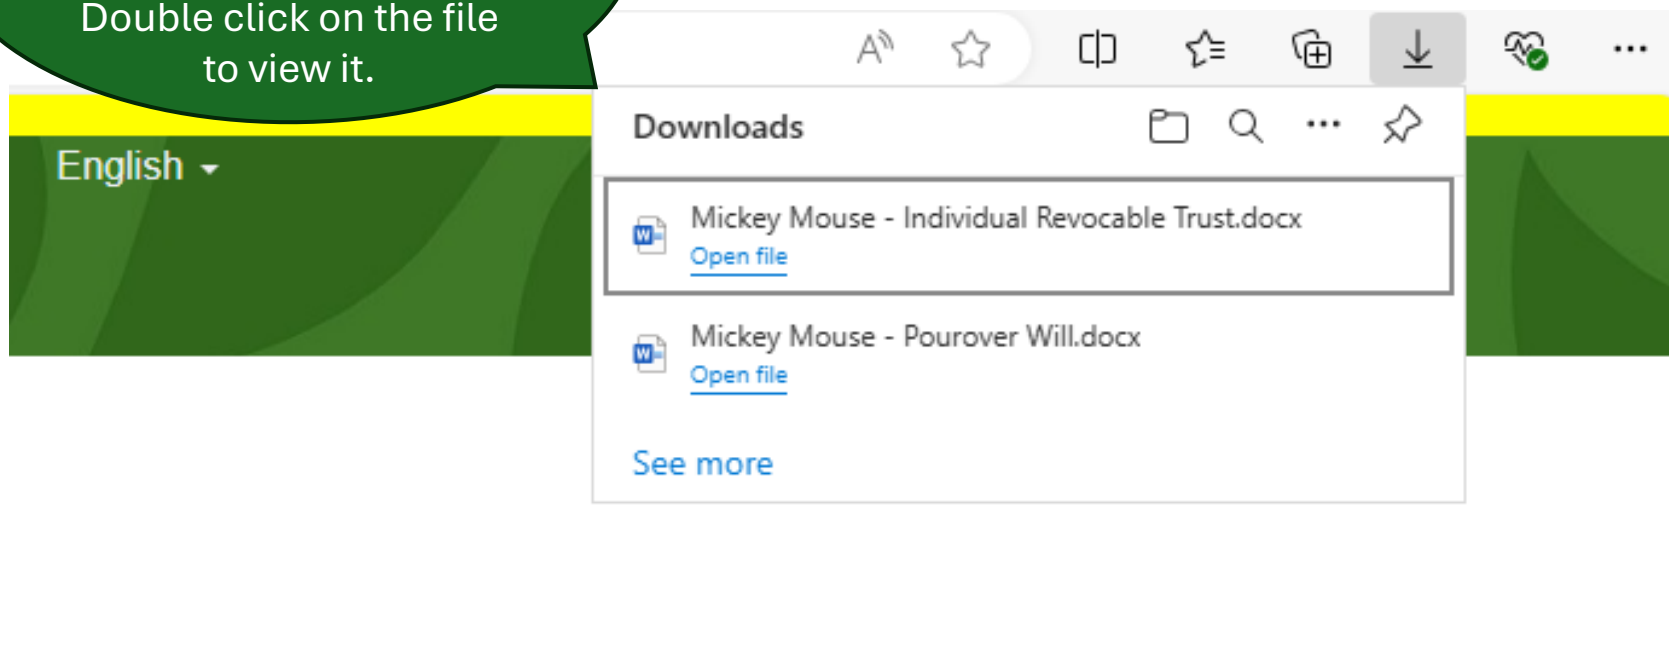 Double click on the file
to view it.
Downloads
English
Mickey Mouse - Individual Revocable Trust.docx
Open file
Mickey Mouse - Pourover Will.docx
Open file
See more